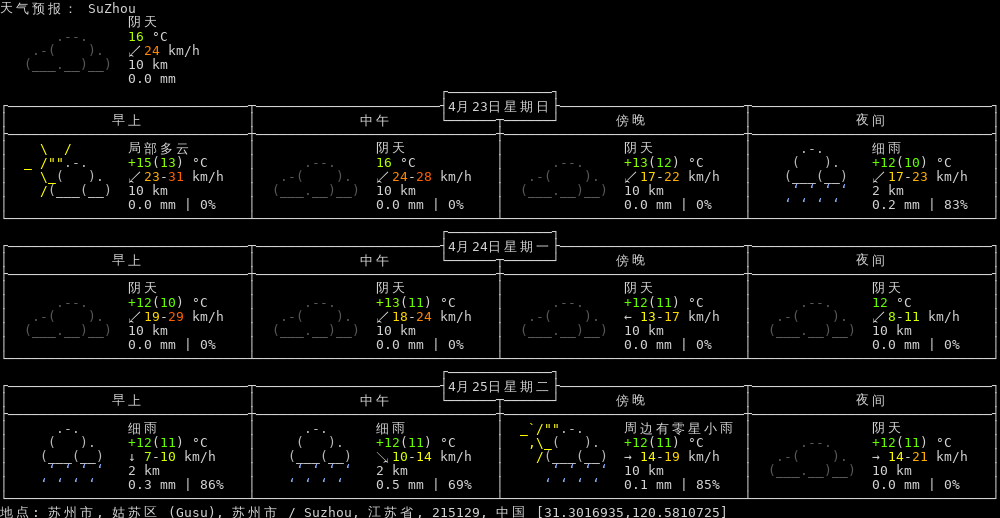 天气预报: SuZhou
阴天
16 °C
↙24 km/h
10 km
0.0 mm
4月23日星期日
早上 中午 傍晚 夜间
局部多云 阴天 阴天 细雨
+15(13) °C 16 °C +13(12) °C +12(10) °C
↙23-31 km/h ↙24-28 km/h ↙17-22 km/h ↙17-23 km/h
10 km 10 km 10 km 2 km
0.0 mm | 0% 0.0 mm | 0% 0.0 mm | 0% 0.2 mm | 83%
4月24日星期一
早上 中午 傍晚 夜间
阴天 阴天 阴天 阴天
+12(10) °C +13(11) °C +12(11) °C 12 °C
↙19-29 km/h ↙18-24 km/h ← 13-17 km/h ↙8-11 km/h
10 km 10 km 10 km 10 km
0.0 mm | 0% 0.0 mm | 0% 0.0 mm | 0% 0.0 mm | 0%
4月25日星期二
早上 中午 傍晚 夜间
细雨 细雨 周边有零星小雨 阴天
+12(11) °C +12(11) °C +12(11) °C +12(11) °C
↓ 7-10 km/h ↘10-14 km/h → 14-19 km/h → 14-21 km/h
2 km 2 km 10 km 10 km
0.3 mm | 86% 0.5 mm | 69% 0.1 mm | 85% 0.0 mm | 0%
地点: 苏州市, 姑苏区 (Gusu), 苏州市 / Suzhou, 江苏省, 215129, 中国 [31.3016935,120.5810725]